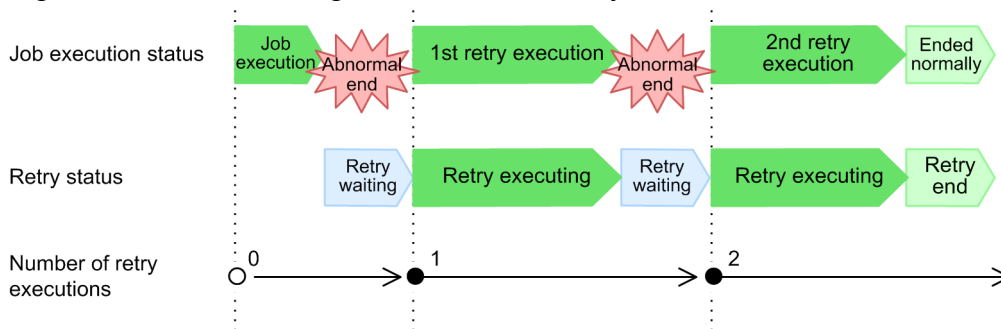 Job execution status
Job
execution
Abnormal
end
1st retry execution
Abnormal
end
2nd retry
execution
Ended
normally
Retry status
Retry
waiting
Retry executing
Retry
waiting
Retry executing
Retry
end
Number of retry
executions
0
1
2